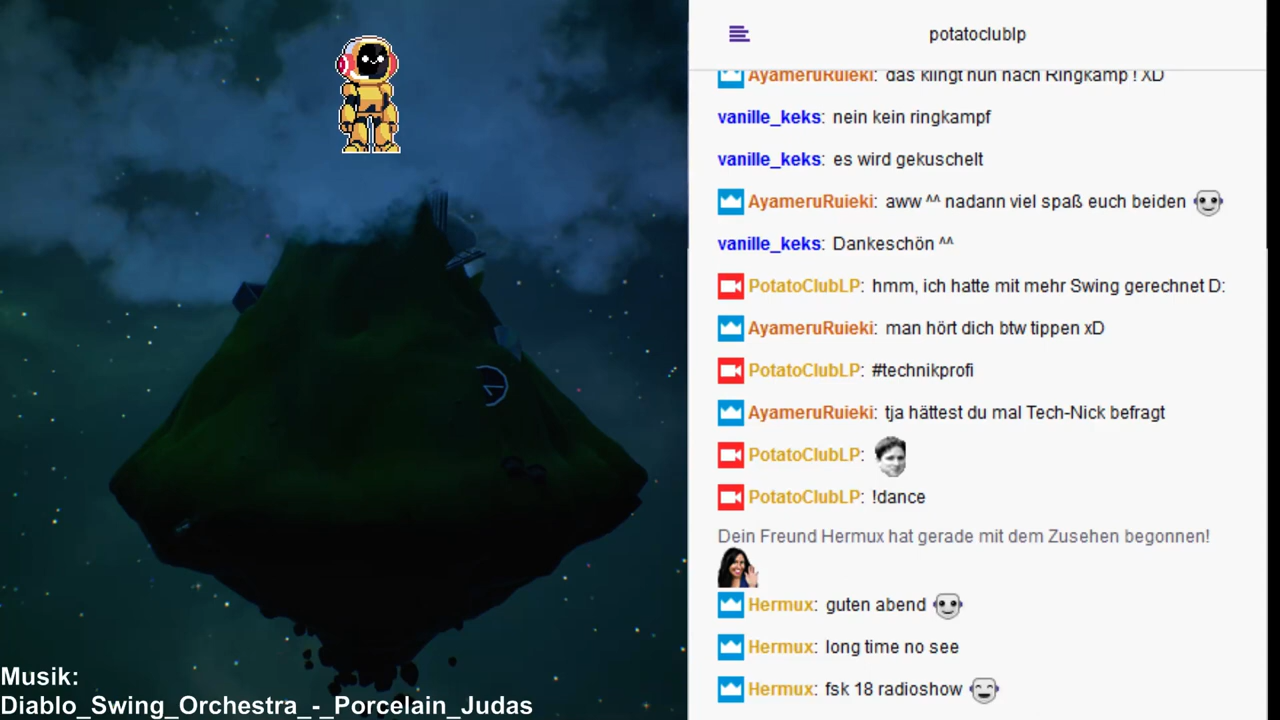 potatoclublp
AyameruRuieki: das klingt nun nach Ringkampf ! XD
vanille_keks: nein kein ringkampf
vanille_keks: es wird gekuschelt
AyameruRuieki: aww ^^ nadann viel spaß euch beiden
vanille_keks: Dankeschön ^^
PotatoClubLP: hmm, ich hatte mit mehr Swing gerechnet D:
AyameruRuieki: man hört dich btw tippen xD
PotatoClubLP: #technikprofi
AyameruRuieki: tja hättest du mal Tech-Nick befragt
PotatoClubLP:
PotatoClubLP: !dance
Dein Freund Hermux hat gerade mit dem Zusehen begonnen!
Hermux: guten abend
Hermux: long time no see
Hermux: fsk 18 radioshow
Musik:
Diablo_Swing_Orchestra_-_Porcelain_Judas